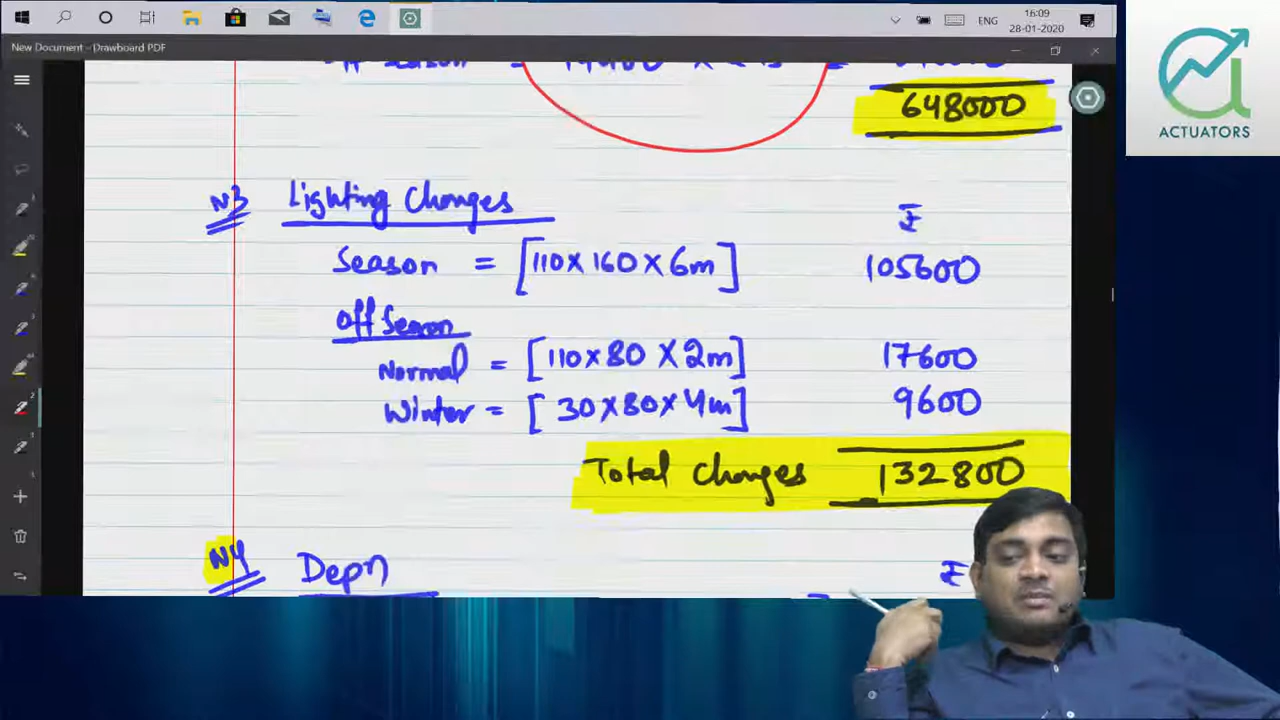 16:09
ENG
28-01-2020
New Document - Drawboard PDF
ACTUATORS
648000
N3 Lighting Charges ₹
Season = [110 X 160 X 6m] 105600
Off Season
Normal = [110 X 80 X 2m] 17600
Winter = [30 X 80 X 4m] 9600
Total Charges 132800
N4 Depn ₹